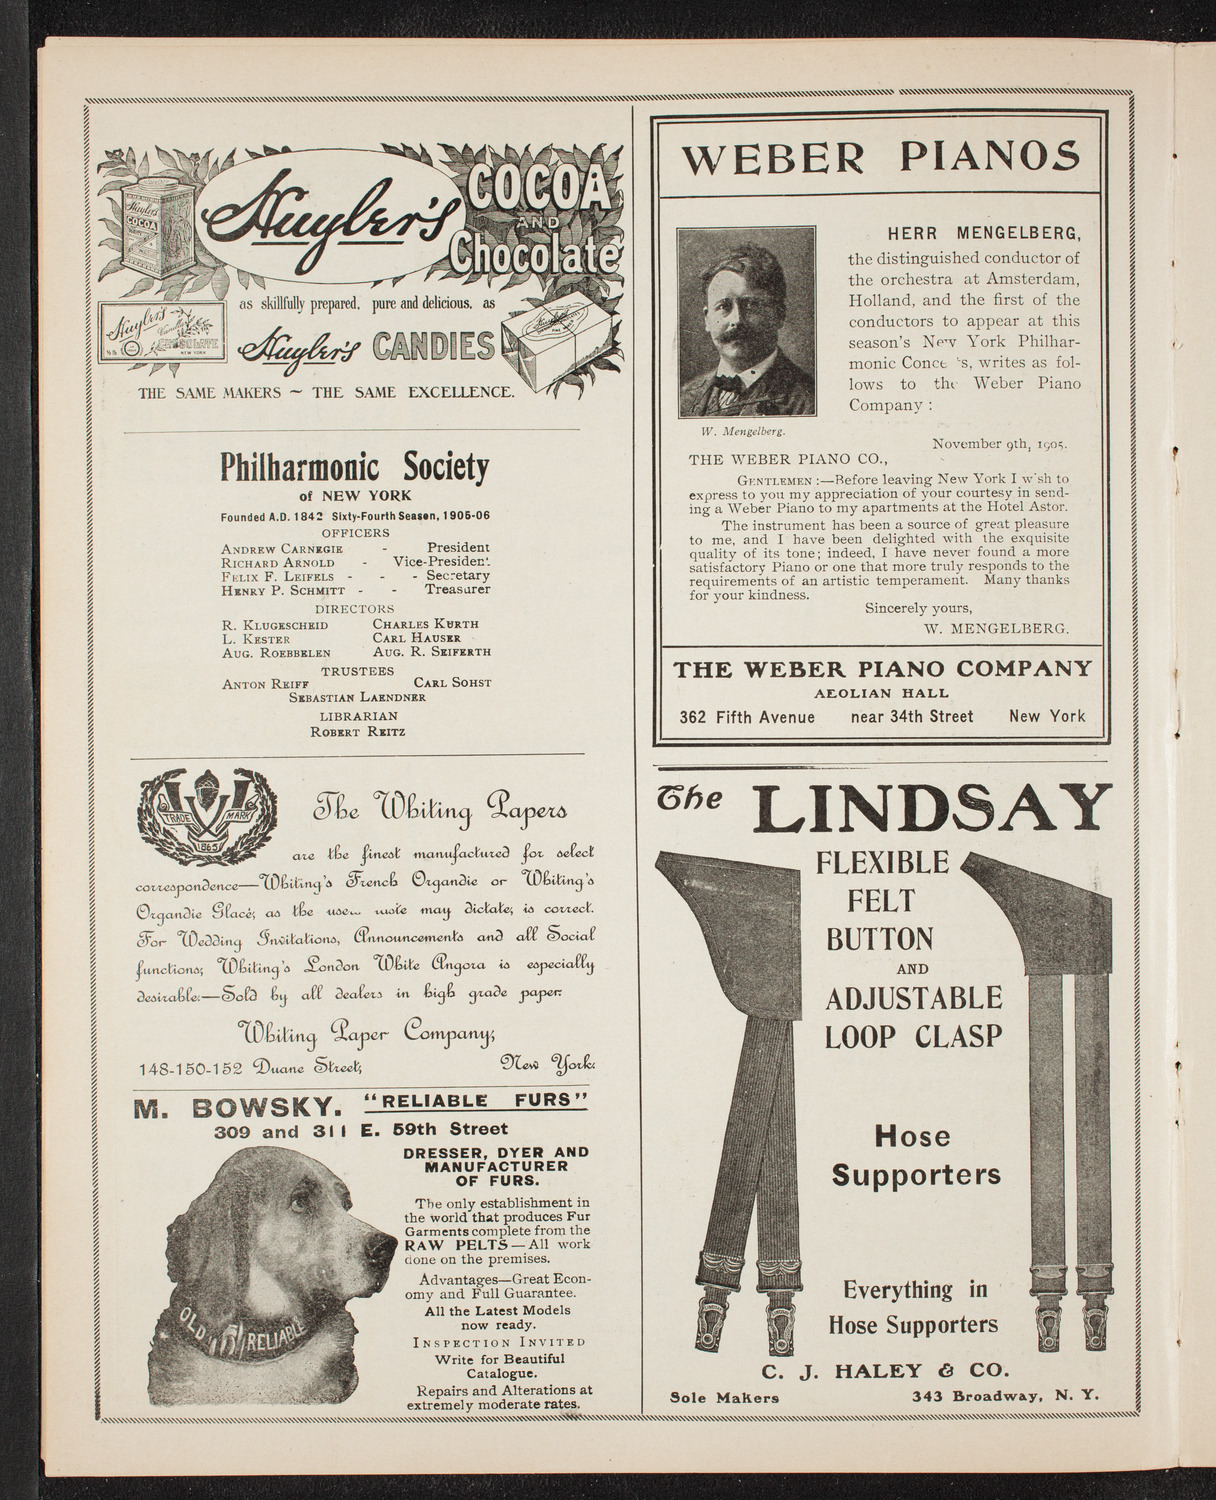 Huyler's
COCOA
AND
Chocolate
Huyler's
COCOA
as skillfully prepared, pure and delicious, as
Huyler's
Vanilla
CHOCOLATE
NEW YORK
Huyler's CANDIES
THE SAME MAKERS ~ THE SAME EXCELLENCE.
Philharmonic Society
of NEW YORK
Founded A.D. 1842 Sixty-Fourth Season, 1905-06
OFFICERS
ANDREW CARNEGIE - President
RICHARD ARNOLD - Vice-President
FELIX F. LEIFELS - - - Secretary
HENRY P. SCHMITT - - Treasurer
DIRECTORS
R. KLUGESCHEID CHARLES KURTH
L. KESTER CARL HAUSER
AUG. ROEBBELEN AUG. R. SEIFERTH
TRUSTEES
ANTON REIFF CARL SOHST
SEBASTIAN LAENDNER
LIBRARIAN
ROBERT REITZ
TRADE MARK
1865
The Whiting Papers
are the finest manufactured for select
correspondence—Whiting's French Organdie or Whiting's
Organdie Glacé; as the taste may dictate; is correct.
For Wedding Invitations, Announcements and all Social
functions; Whiting's London White Angora is especially
desirable.—Sold by all dealers in high grade paper.
Whiting Paper Company;
148-150-152 Duane Street; New York.
M. BOWSKY. "RELIABLE FURS"
309 and 311 E. 59th Street
OLD RELIABLE
DRESSER, DYER AND
MANUFACTURER
OF FURS.
The only establishment in
the world that produces Fur
Garments complete from the
RAW PELTS—All work
done on the premises.
Advantages—Great Econ-
omy and Full Guarantee.
All the Latest Models
now ready.
INSPECTION INVITED
Write for Beautiful
Catalogue.
Repairs and Alterations at
extremely moderate rates.
WEBER PIANOS
HERR MENGELBERG,
the distinguished conductor of
the orchestra at Amsterdam,
Holland, and the first of the
conductors to appear at this
season's New York Philhar-
monic Concerts, writes as fol-
lows to the Weber Piano
Company :
W. Mengelberg.
November 9th, 1905.
THE WEBER PIANO CO.,
GENTLEMEN :—Before leaving New York I wish to
express to you my appreciation of your courtesy in send-
ing a Weber Piano to my apartments at the Hotel Astor.
The instrument has been a source of great pleasure
to me, and I have been delighted with the exquisite
quality of its tone; indeed, I have never found a more
satisfactory Piano or one that more truly responds to the
requirements of an artistic temperament. Many thanks
for your kindness.
Sincerely yours,
W. MENGELBERG.
THE WEBER PIANO COMPANY
AEOLIAN HALL
362 Fifth Avenue near 34th Street New York
The LINDSAY
FLEXIBLE
FELT
BUTTON
AND
ADJUSTABLE
LOOP CLASP
Hose
Supporters
Everything in
Hose Supporters
C. J. HALEY & CO.
Sole Makers 343 Broadway, N. Y.